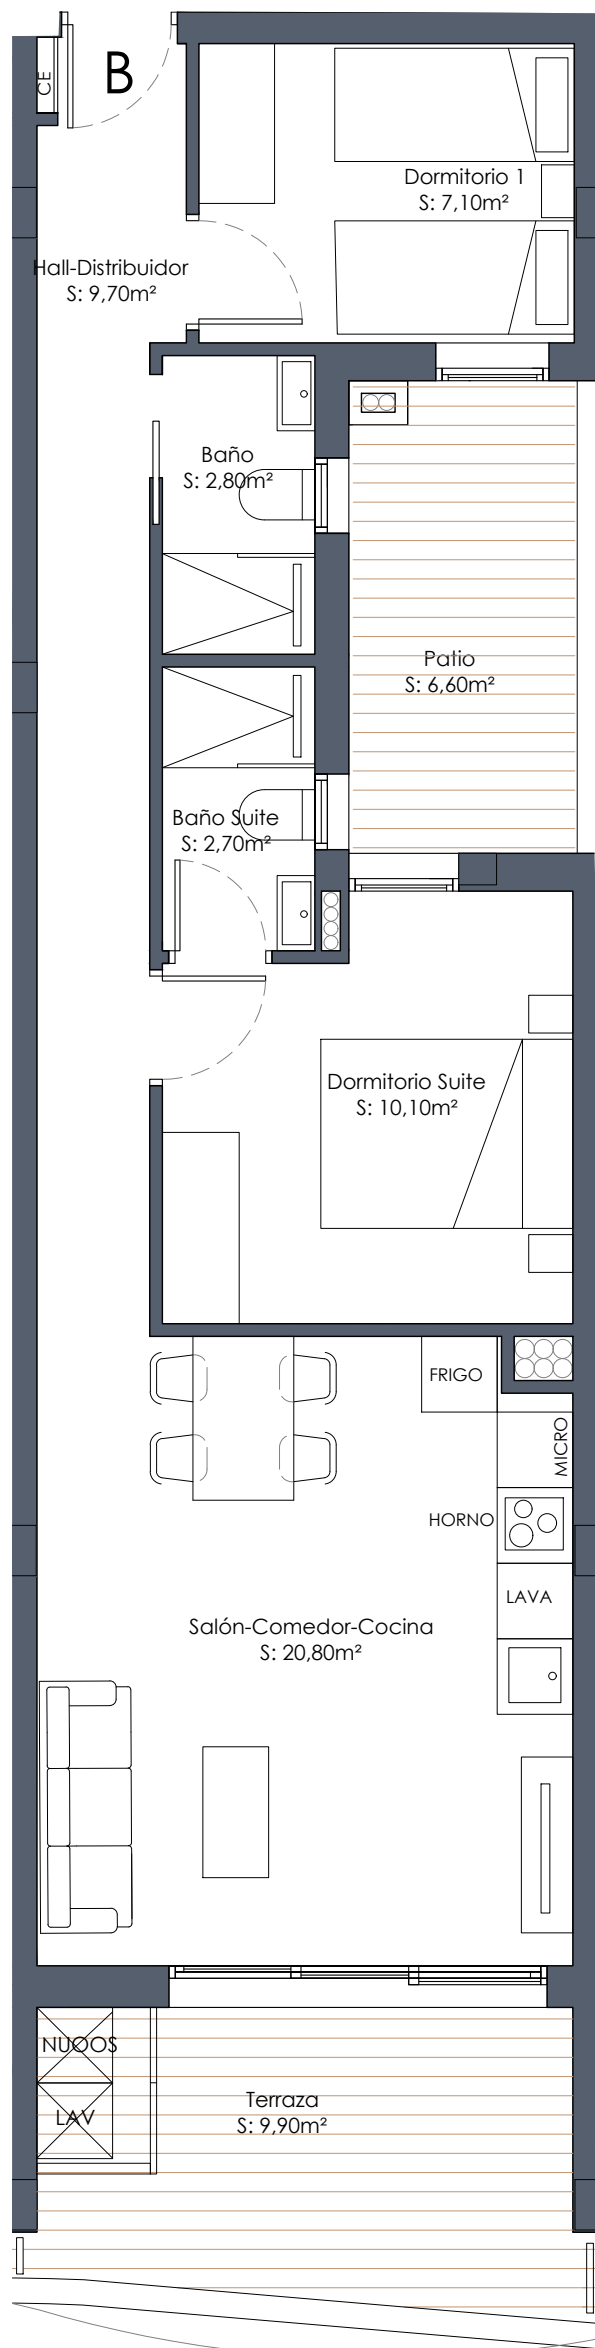 CE
B
Dormitorio 1
S: 7,10m²
Hall-Distribuidor
S: 9,70m²
Baño
S: 2,80m²
Patio
S: 6,60m²
Baño Suite
S: 2,70m²
Dormitorio Suite
S: 10,10m²
FRIGO
MICRO
HORNO
LAVA
Salón-Comedor-Cocina
S: 20,80m²
NUOOS
LAV
Terraza
S: 9,90m²